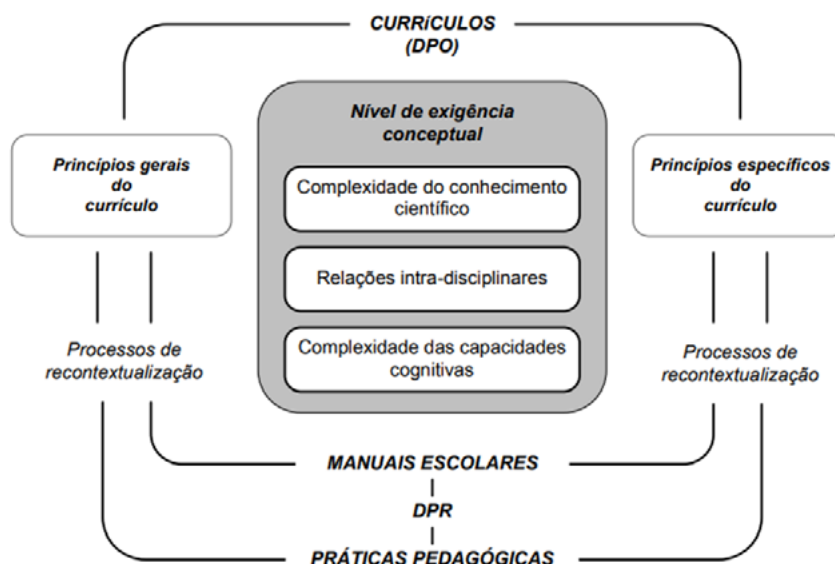 CURRíCULOS
(DPO)
Nível de exigência
conceptual
Princípios gerais
do
currículo
Complexidade do conhecimento
científico
Relações intra-disciplinares
Complexidade das capacidades
cognitivas
Princípios específicos
do
currículo
Processos de
recontextualização
Processos de
recontextualização
MANUAIS ESCOLARES
DPR
PRÁTICAS PEDAGÓGICAS